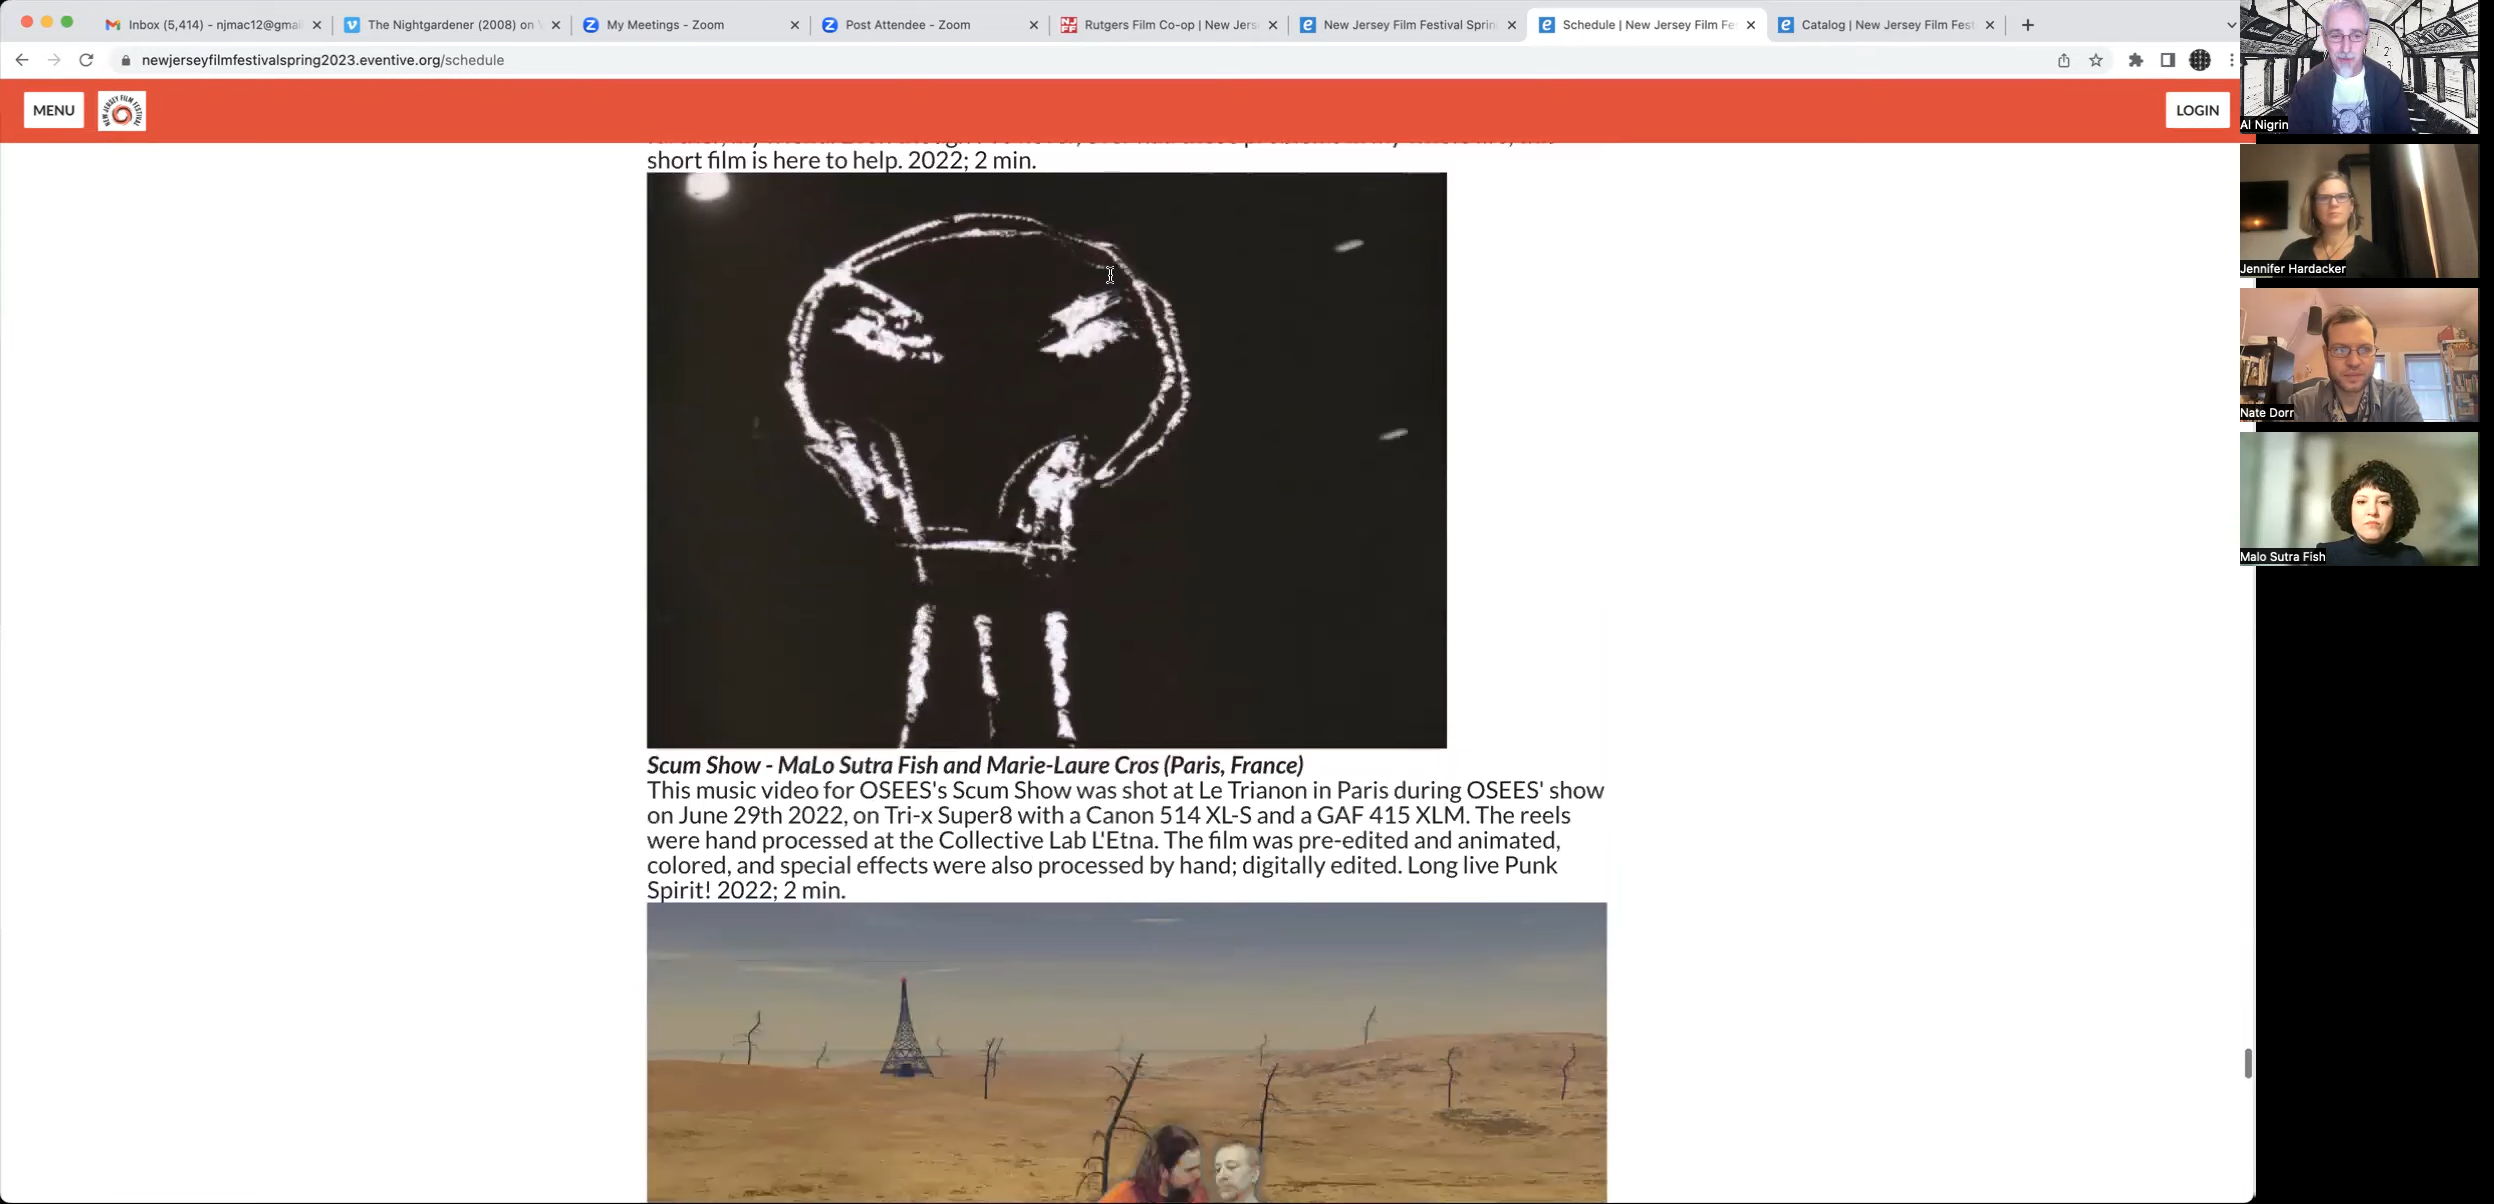 Inbox (5,414) - njmac12@gmai
The Nightgardener (2008) on
My Meetings - Zoom
Post Attendee - Zoom
Rutgers Film Co-op | New Jers
New Jersey Film Festival Sprin
Schedule | New Jersey Film Fe
Catalog | New Jersey Film Fest
newjerseyfilmfestivalspring2023.eventive.org/schedule
MENU
NEW JERSEY FILM FESTIVAL
LOGIN
short film is here to help. 2022; 2 min.
Scum Show - MaLo Sutra Fish and Marie-Laure Cros (Paris, France)
This music video for OSEES's Scum Show was shot at Le Trianon in Paris during OSEES' show
on June 29th 2022, on Tri-x Super8 with a Canon 514 XL-S and a GAF 415 XLM. The reels
were hand processed at the Collective Lab L'Etna. The film was pre-edited and animated,
colored, and special effects were also processed by hand; digitally edited. Long live Punk
Spirit! 2022; 2 min.
Al Nigrin
Jennifer Hardacker
Nate Dorr
Malo Sutra Fish